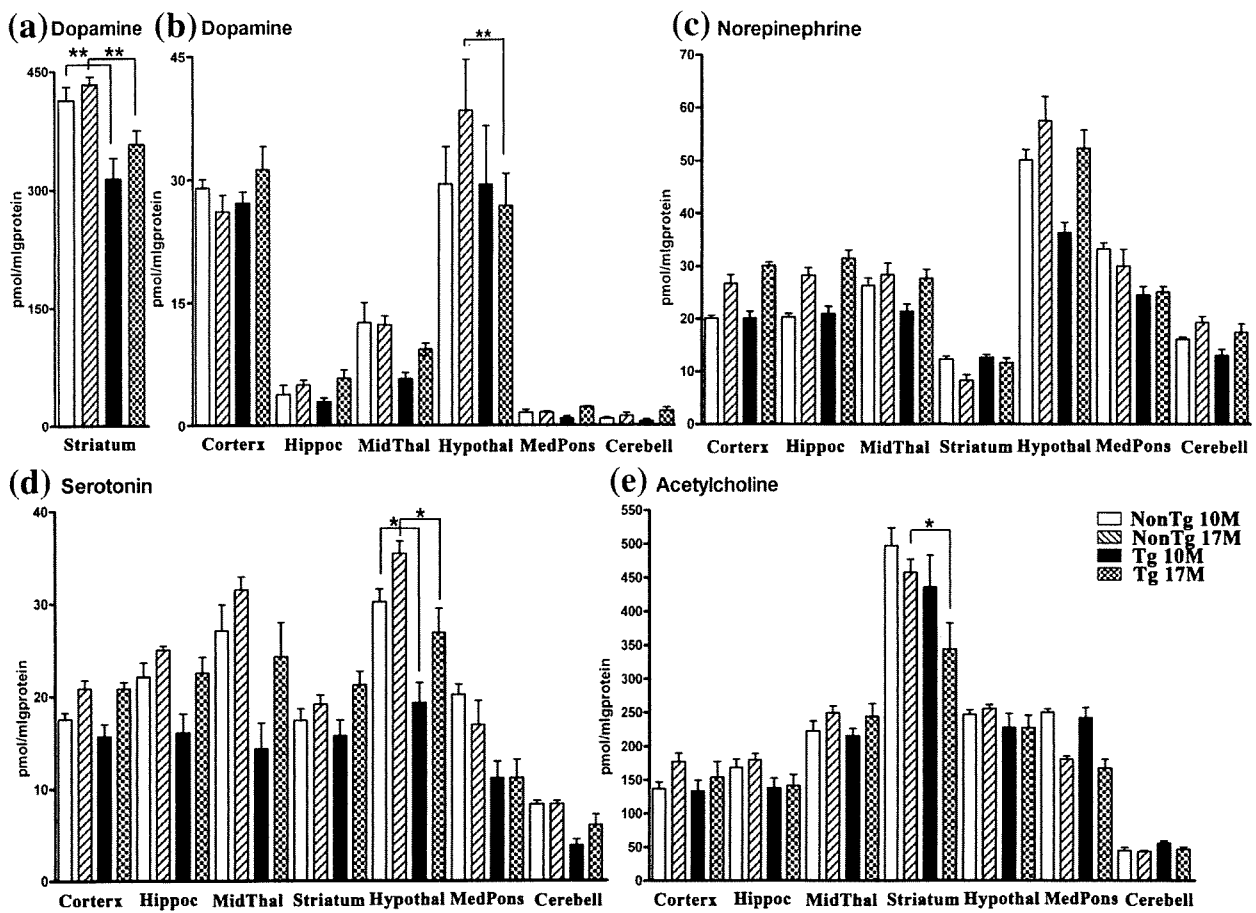 (a) Dopamine
** **
450
300
150
0
pmol/mlgprotein
Striatum
(b) Dopamine
**
45
30
15
0
pmol/mlgprotein
Corterx Hippoc MidThal Hypothal MedPons Cerebell
(c) Norepinephrine
70
60
50
40
30
20
10
0
pmol/mlgprotein
Corterx Hippoc MidThal Striatum Hypothal MedPons Cerebell
(d) Serotonin
* *
40
30
20
10
0
pmol/mlgprotein
Corterx Hippoc MidThal Striatum Hypothal MedPons Cerebell
(e) Acetylcholine
*
550
500
450
400
350
300
250
200
150
100
50
0
pmol/mlgprotein
Corterx Hippoc MidThal Striatum Hypothal MedPons Cerebell
NonTg 10M
NonTg 17M
Tg 10M
Tg 17M